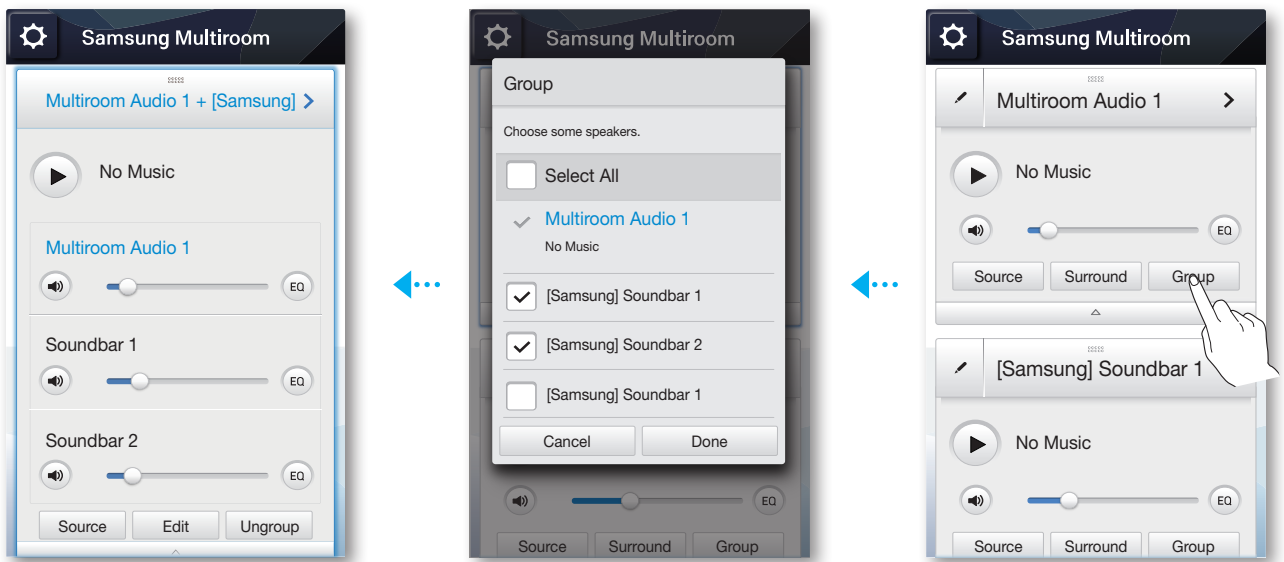 Samsung Multiroom
Multiroom Audio 1 + [Samsung]
No Music
Multiroom Audio 1
EQ
Soundbar 1
EQ
Soundbar 2
EQ
Source Edit Ungroup
Samsung Multiroom
Group
Choose some speakers.
Select All
Multiroom Audio 1
No Music
[Samsung] Soundbar 1
[Samsung] Soundbar 2
[Samsung] Soundbar 1
Cancel Done
EQ
Source Surround Group
Samsung Multiroom
Multiroom Audio 1
No Music
EQ
Source Surround Group
[Samsung] Soundbar 1
No Music
EQ
Source Surround Group